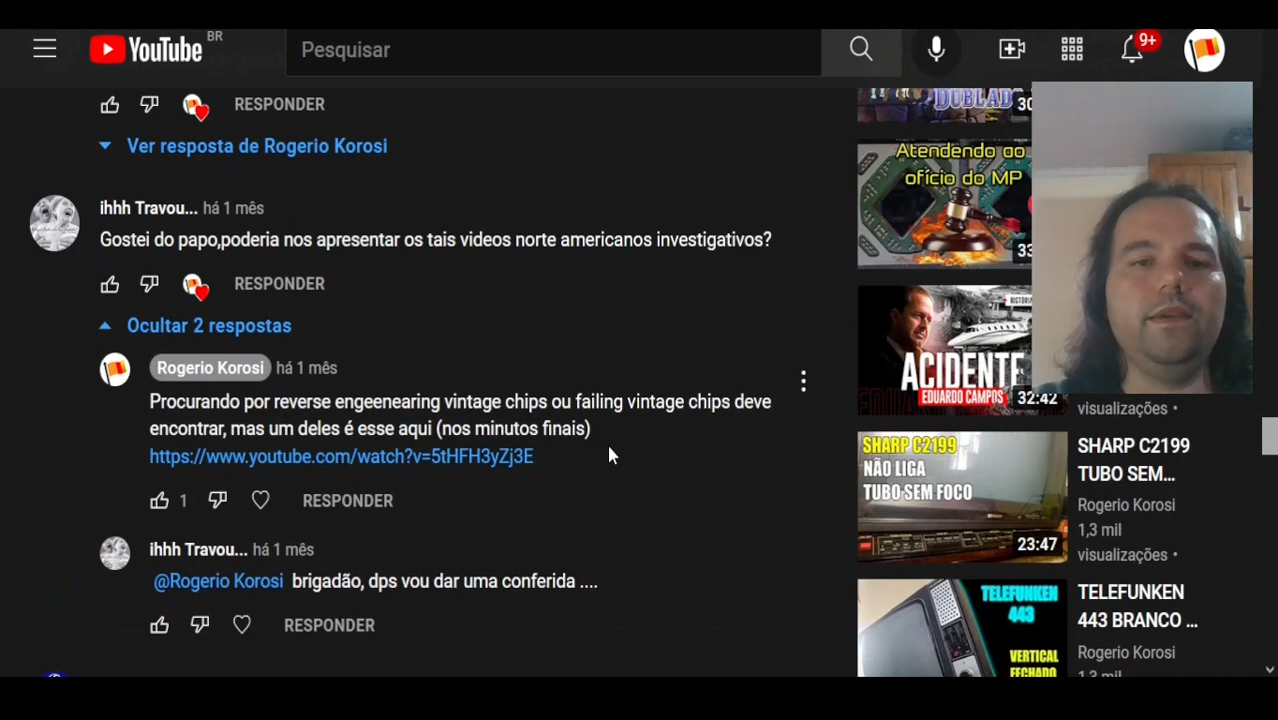 YouTube BR
Pesquisar
9+
RESPONDER
Ver resposta de Rogerio Korosi
ihhh Travou... há 1 mês
Gostei do papo,poderia nos apresentar os tais videos norte americanos investigativos?
RESPONDER
Ocultar 2 respostas
Rogerio Korosi há 1 mês
Procurando por reverse engeenearing vintage chips ou failing vintage chips deve
encontrar, mas um deles é esse aqui (nos minutos finais)
https://www.youtube.com/watch?v=5tHFH3yZj3E
1 RESPONDER
ihhh Travou... há 1 mês
@Rogerio Korosi brigadão, dps vou dar uma conferida ....
RESPONDER
DUBLAD
30
Atendendo ao
ofício do MP
33
ACIDENTE
EDUARDO CAMPOS
32:42
visualizações •
SHARP C2199
NÃO LIGA
TUBO SEM FOCO
23:47
SHARP C2199
TUBO SEM...
Rogerio Korosi
1,3 mil
visualizações •
TELEFUNKEN
443
VERTICAL
FECHADO
TELEFUNKEN
443 BRANCO ...
Rogerio Korosi
1,3 mil